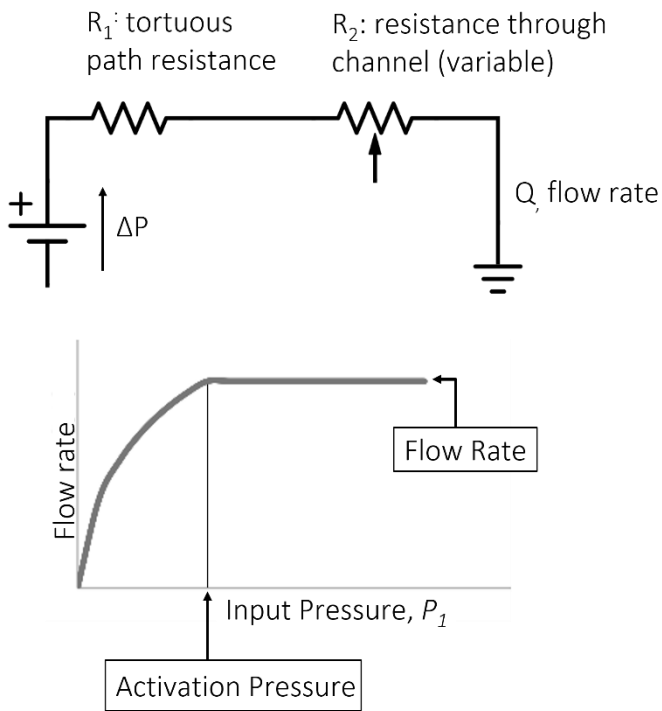 R₁: tortuous
path resistance
R₂: resistance through
channel (variable)
+
ΔP
Q, flow rate
Flow rate
Flow Rate
Input Pressure, P₁
Activation Pressure